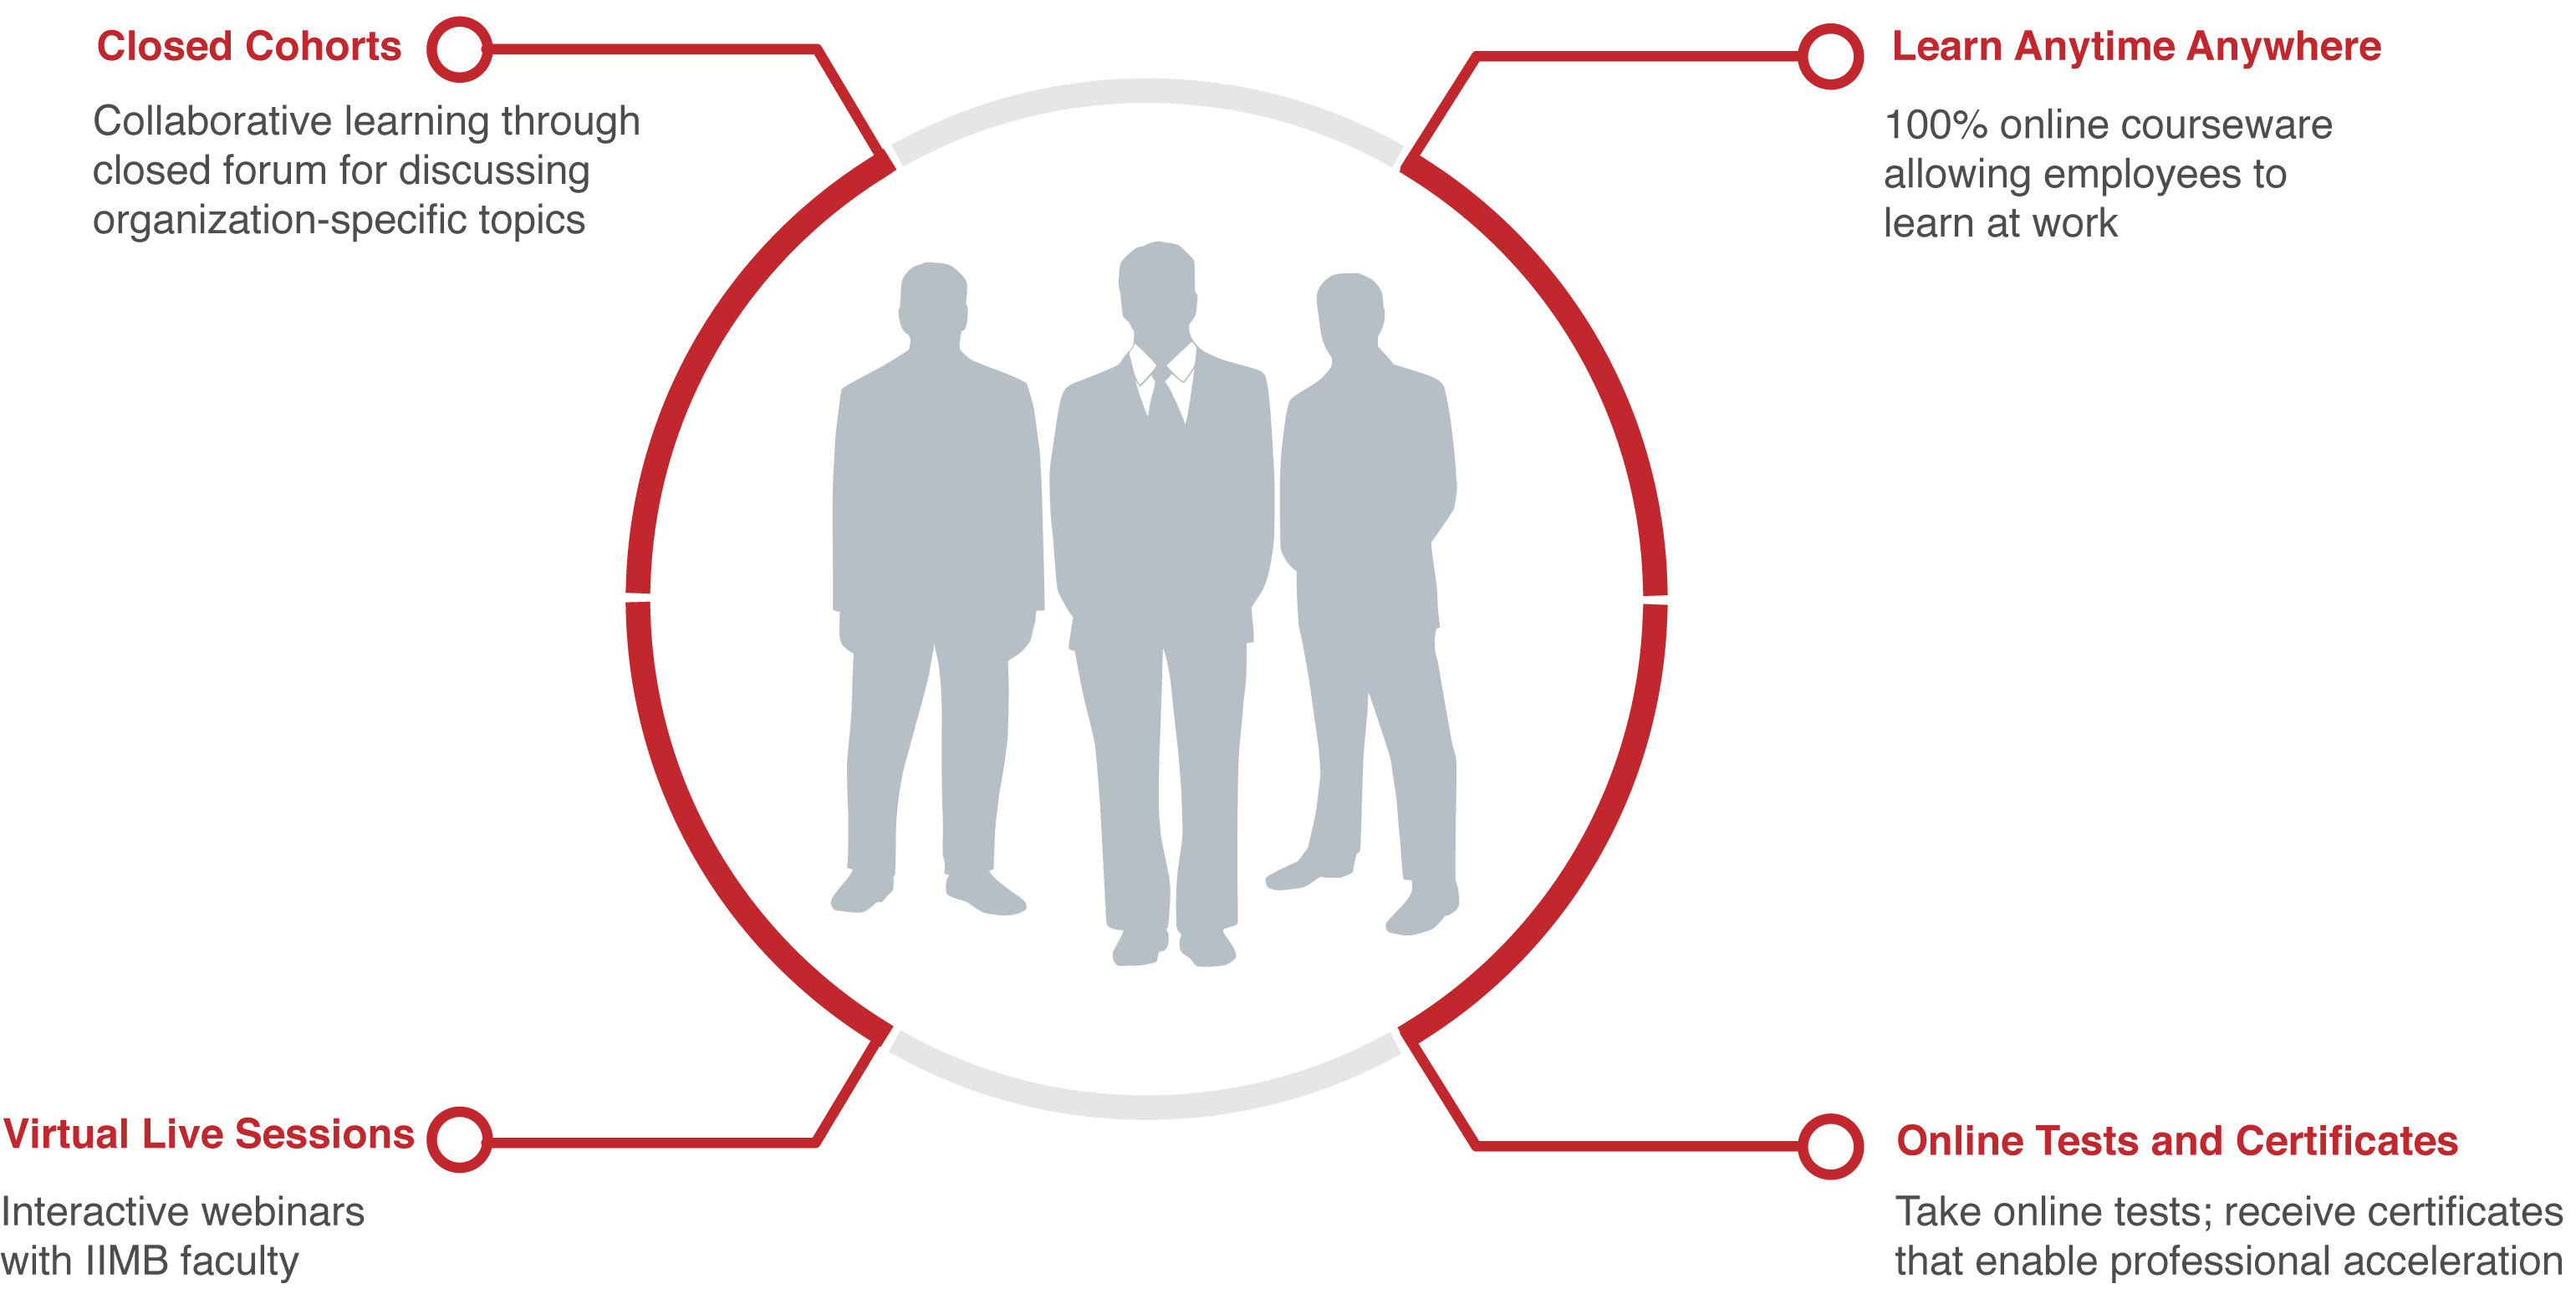 Closed Cohorts
Collaborative learning through
closed forum for discussing
organization-specific topics
Learn Anytime Anywhere
100% online courseware
allowing employees to
learn at work
Virtual Live Sessions
Interactive webinars
with IIMB faculty
Online Tests and Certificates
Take online tests; receive certificates
that enable professional acceleration